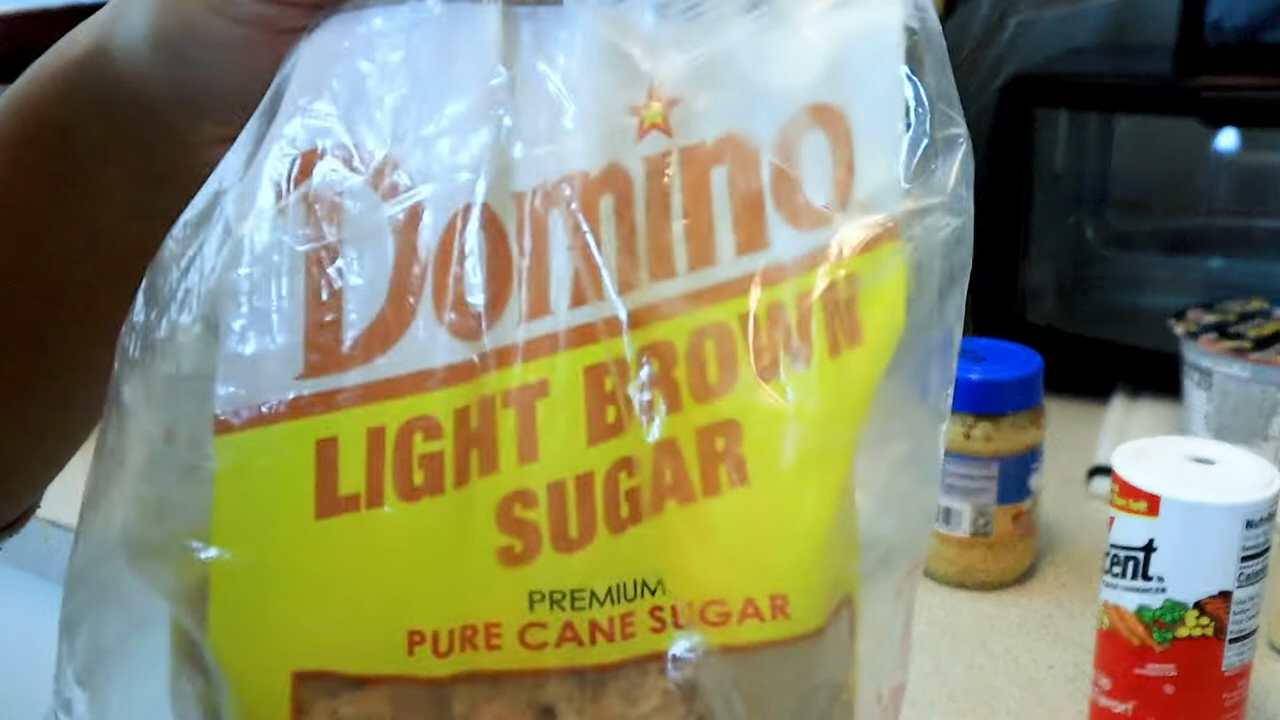 Domino
LIGHT BROWN
SUGAR
PREMIUM
PURE CANE SUGAR
cent